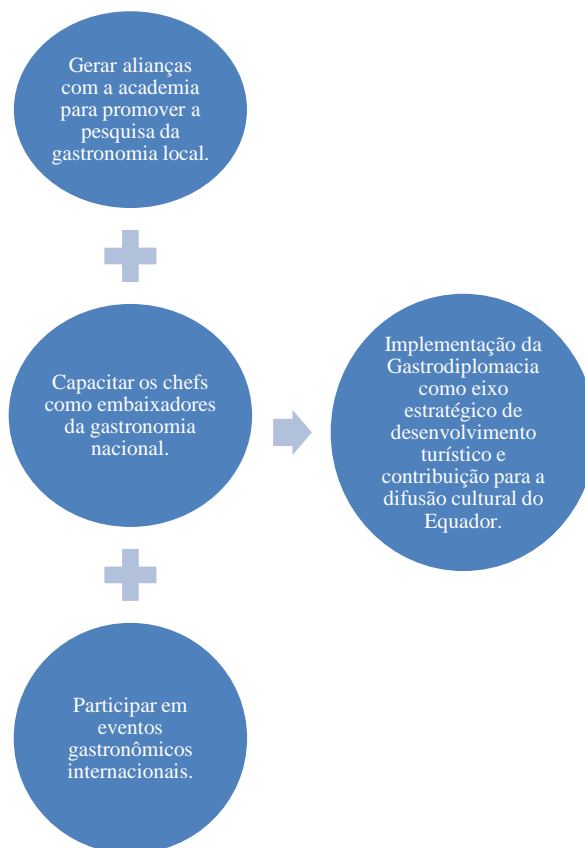 Gerar alianças
com a academia
para promover a
pesquisa da
gastronomia local.
Capacitar os chefs
como embaixadores
da gastronomia
nacional.
Implementação da
Gastrodiplomacia
como eixo
estratégico de
desenvolvimento
turístico e
contribuição para a
difusão cultural do
Equador.
Participar em
eventos
gastronômicos
internacionais.